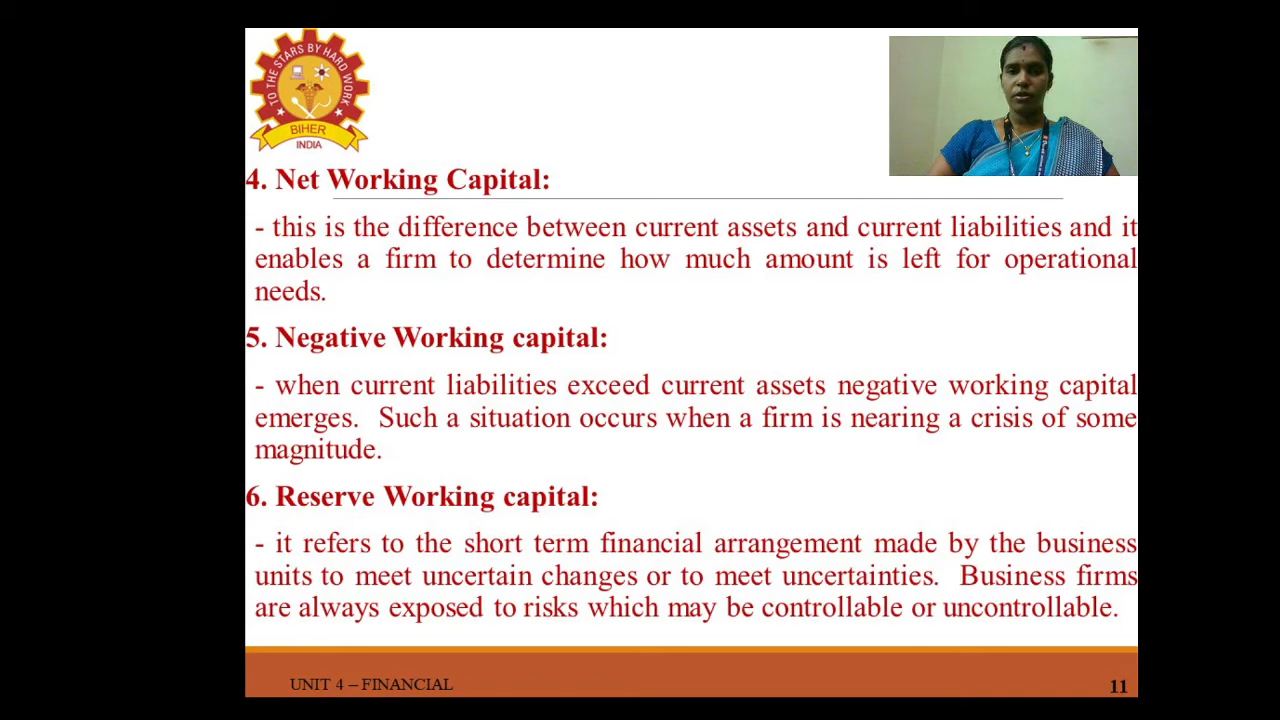 TO THE STARS BY HARD WORK
BIHER
INDIA
4. Net Working Capital:
- this is the difference between current assets and current liabilities and it
enables a firm to determine how much amount is left for operational
needs.
5. Negative Working capital:
- when current liabilities exceed current assets negative working capital
emerges. Such a situation occurs when a firm is nearing a crisis of some
magnitude.
6. Reserve Working capital:
- it refers to the short term financial arrangement made by the business
units to meet uncertain changes or to meet uncertainties. Business firms
are always exposed to risks which may be controllable or uncontrollable.
UNIT 4 – FINANCIAL
11